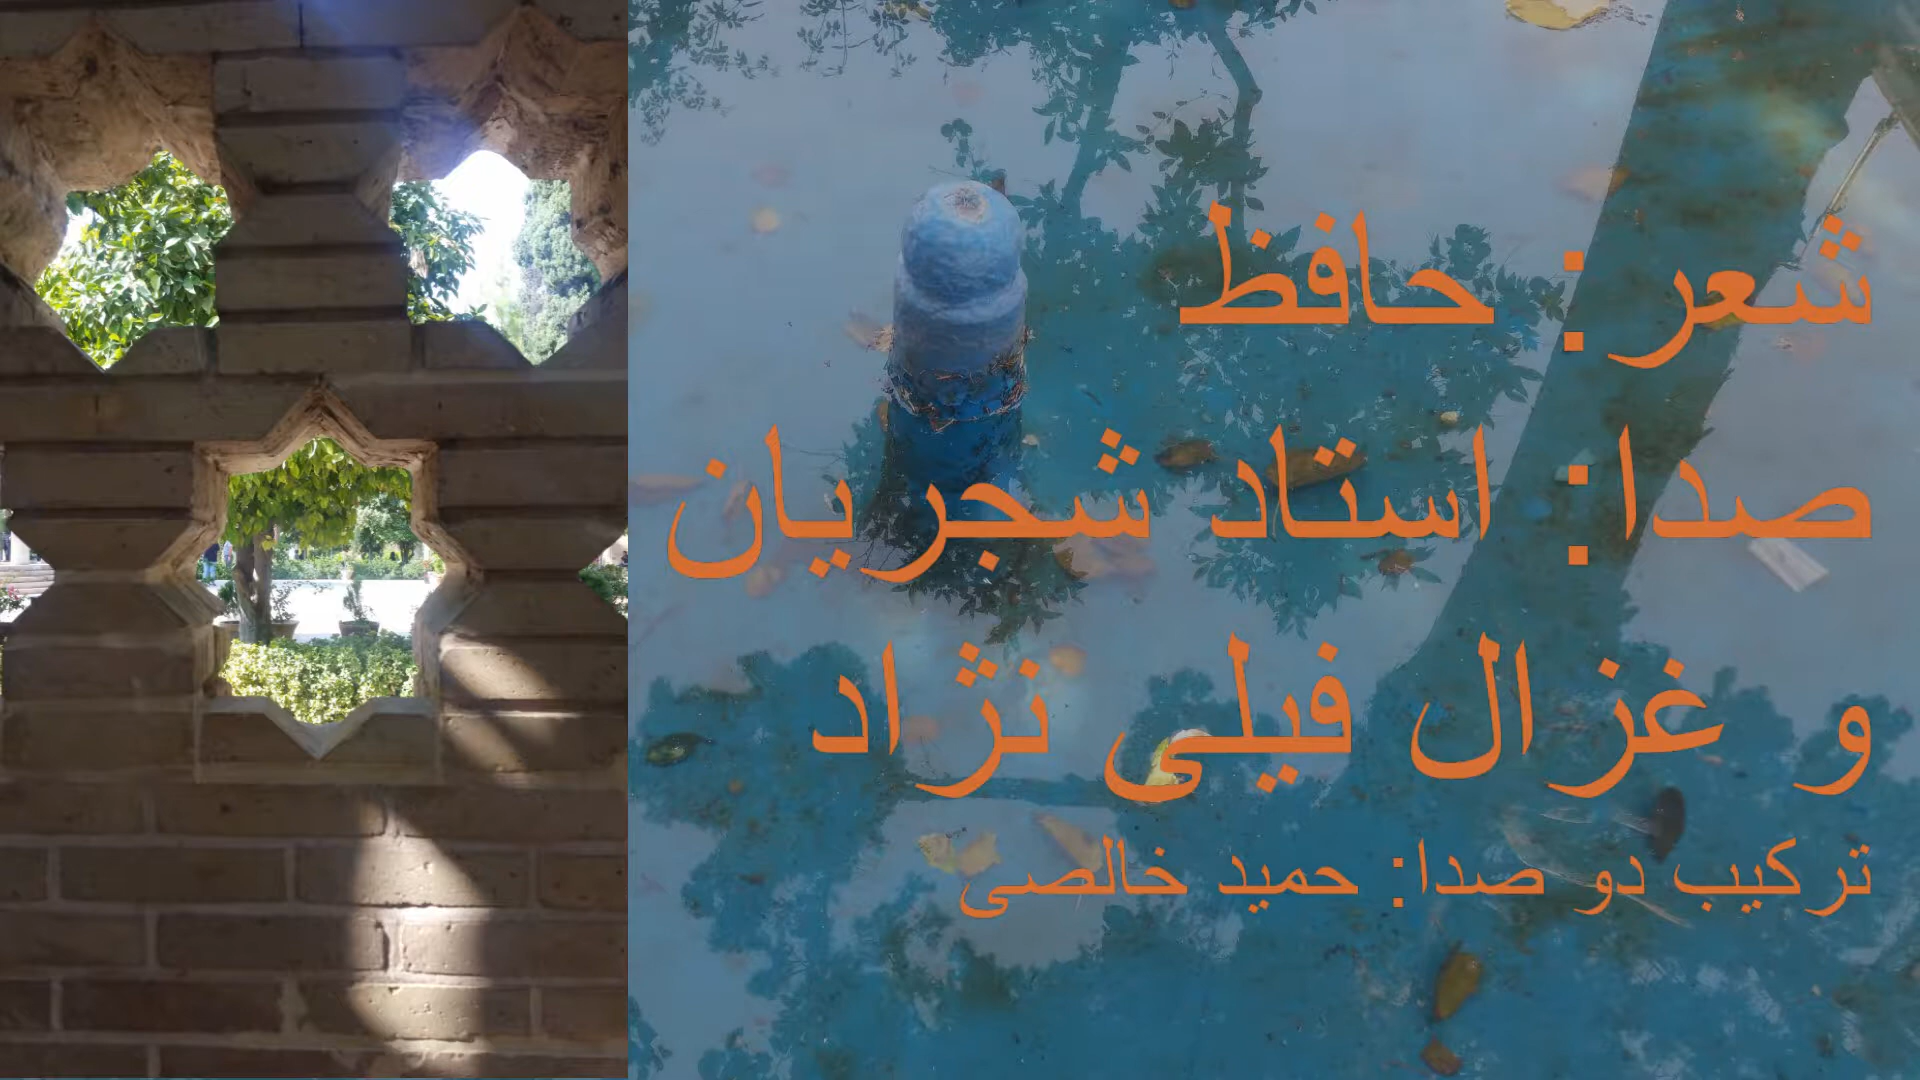 شعر : حافظ
صدا: استاد شجریان
و غزال فیلی نژاد
ترکیب دو صدا: حمید خالصی